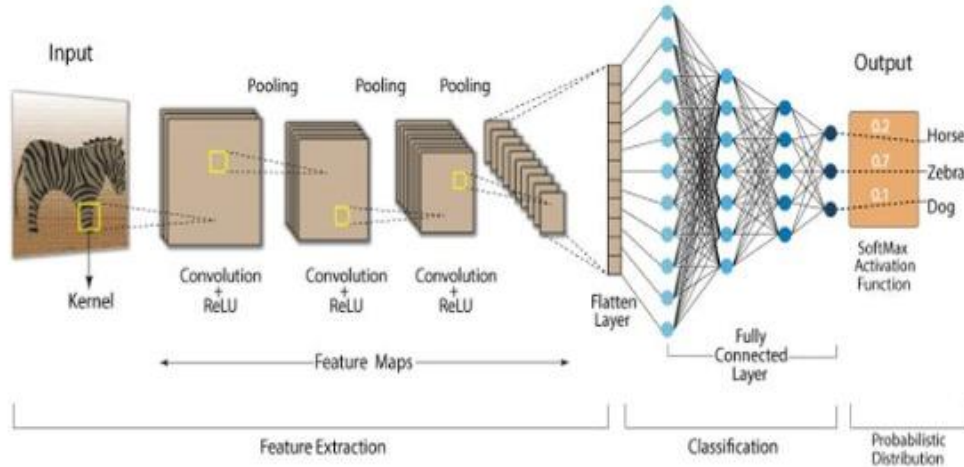 Input
Output
Pooling
Pooling
Pooling
0.2
Horse
0.7
Zebra
0.1
Dog
Kernel
Convolution
+
ReLU
Convolution
+
ReLU
Convolution
+
ReLU
Flatten
Layer
SoftMax
Activation
Function
Fully
Connected
Layer
Feature Maps
Feature Extraction
Classification
Probabilistic
Distribution